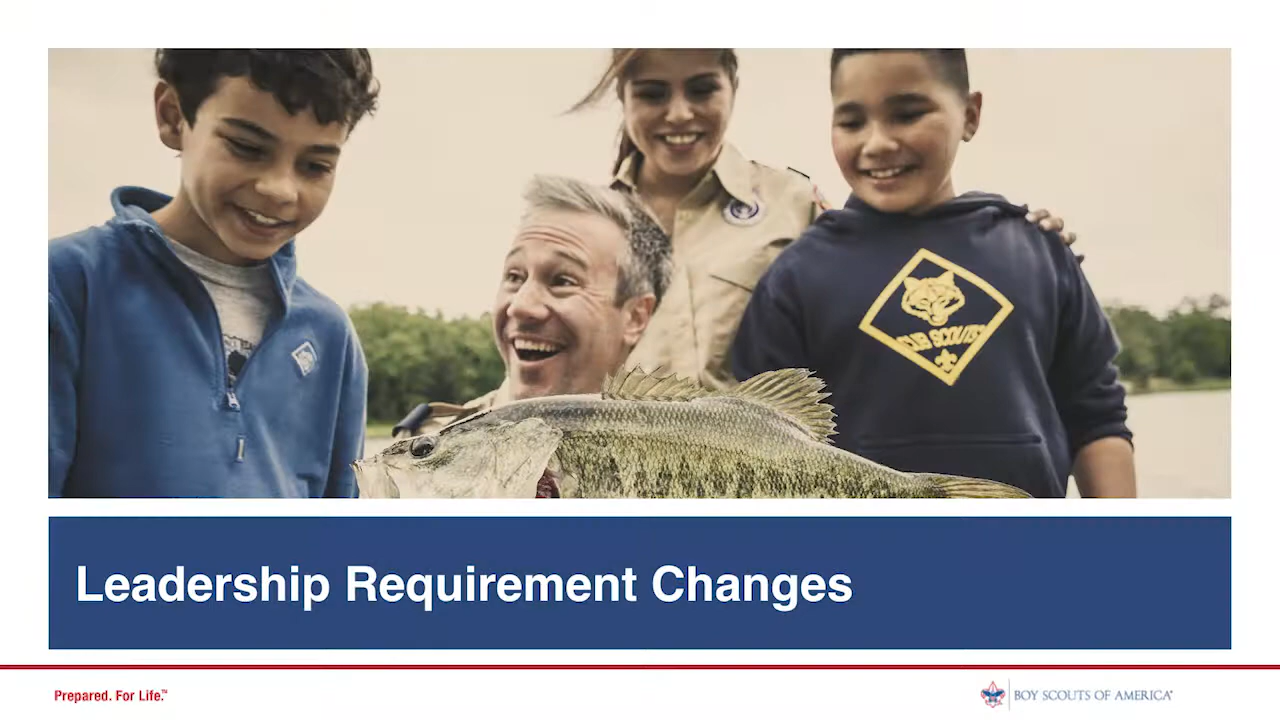 CUB SCOUTS
Leadership Requirement Changes
Prepared. For Life.™
BOY SCOUTS OF AMERICA®